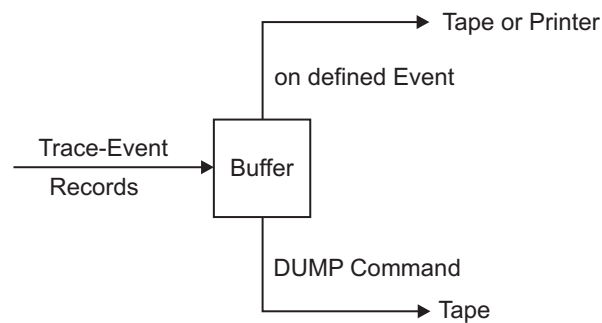 Tape or Printer
on defined Event
Trace-Event
Records
Buffer
DUMP Command
Tape